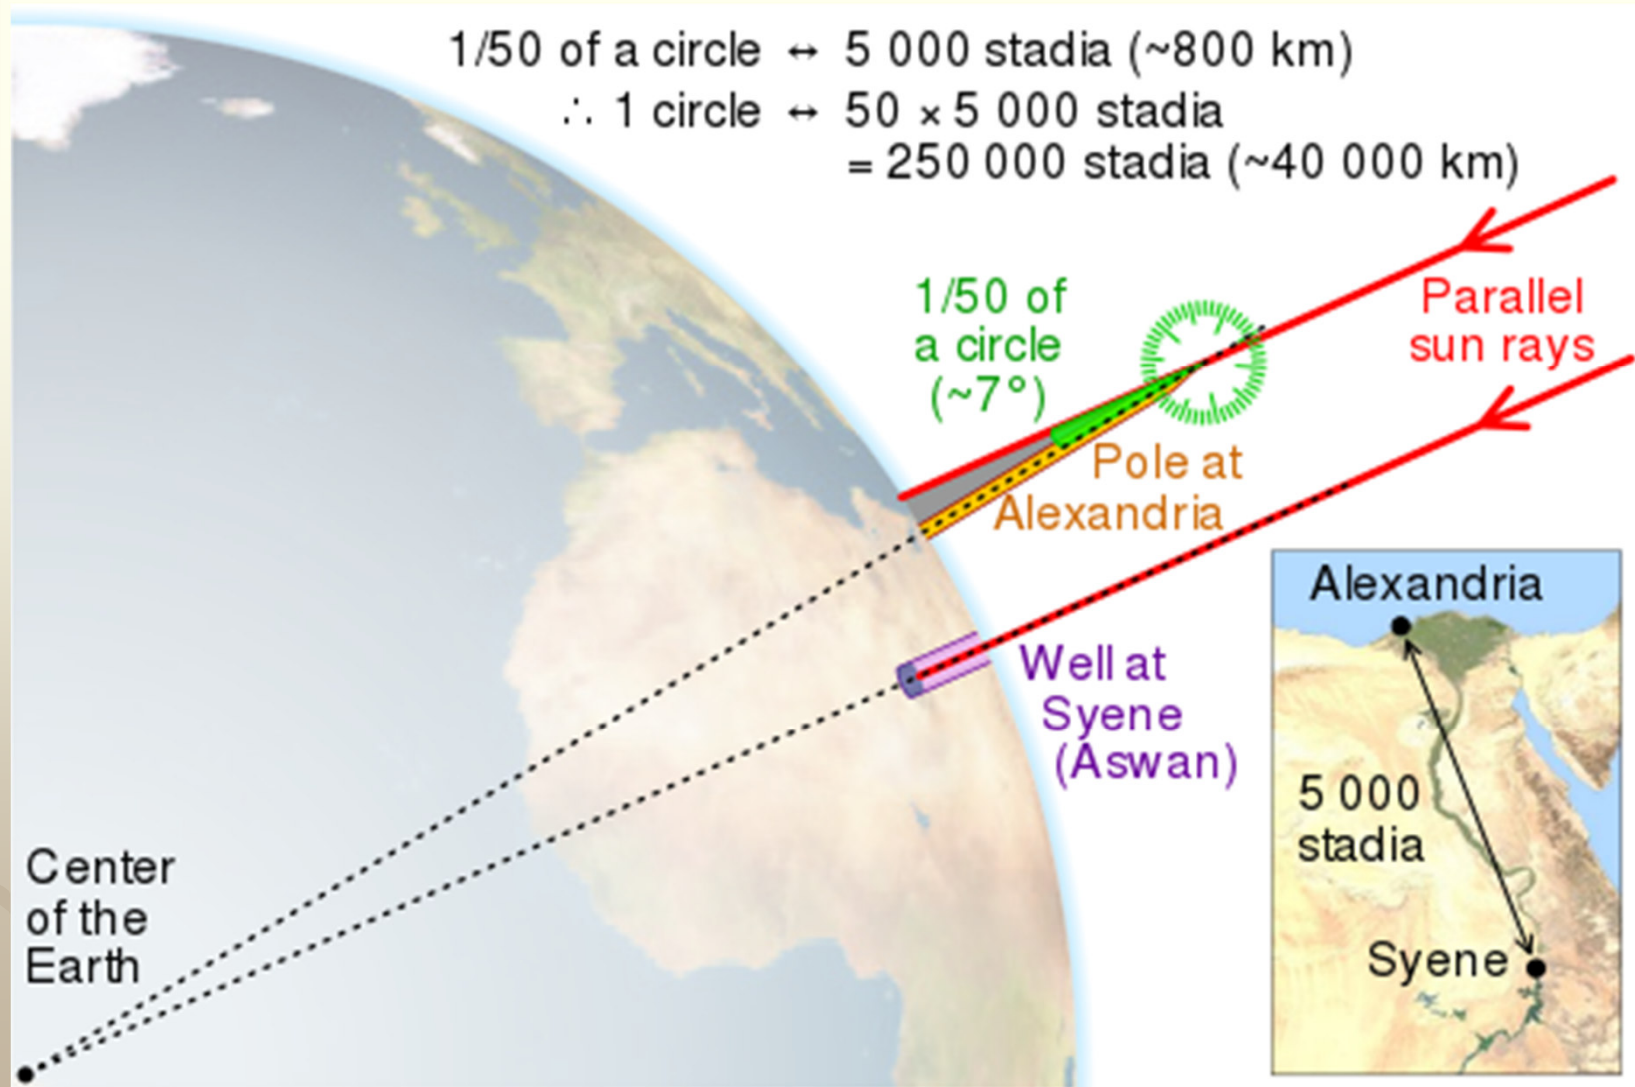 1/50 of a circle ↔ 5 000 stadia (~800 km)
∴ 1 circle ↔ 50 × 5 000 stadia
= 250 000 stadia (~40 000 km)
1/50 of
a circle
(~7°)
Parallel
sun rays
Pole at
Alexandria
Well at
Syene
(Aswan)
Center
of the
Earth
Alexandria
5 000
stadia
Syene